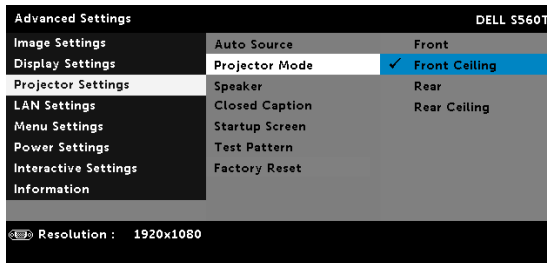 Advanced Settings DELL S560T
Image Settings
Display Settings
Projector Settings
LAN Settings
Menu Settings
Power Settings
Interactive Settings
Information
Auto Source
Projector Mode
Speaker
Closed Caption
Startup Screen
Test Pattern
Factory Reset
Front
✓ Front Ceiling
Rear
Rear Ceiling
Resolution : 1920x1080